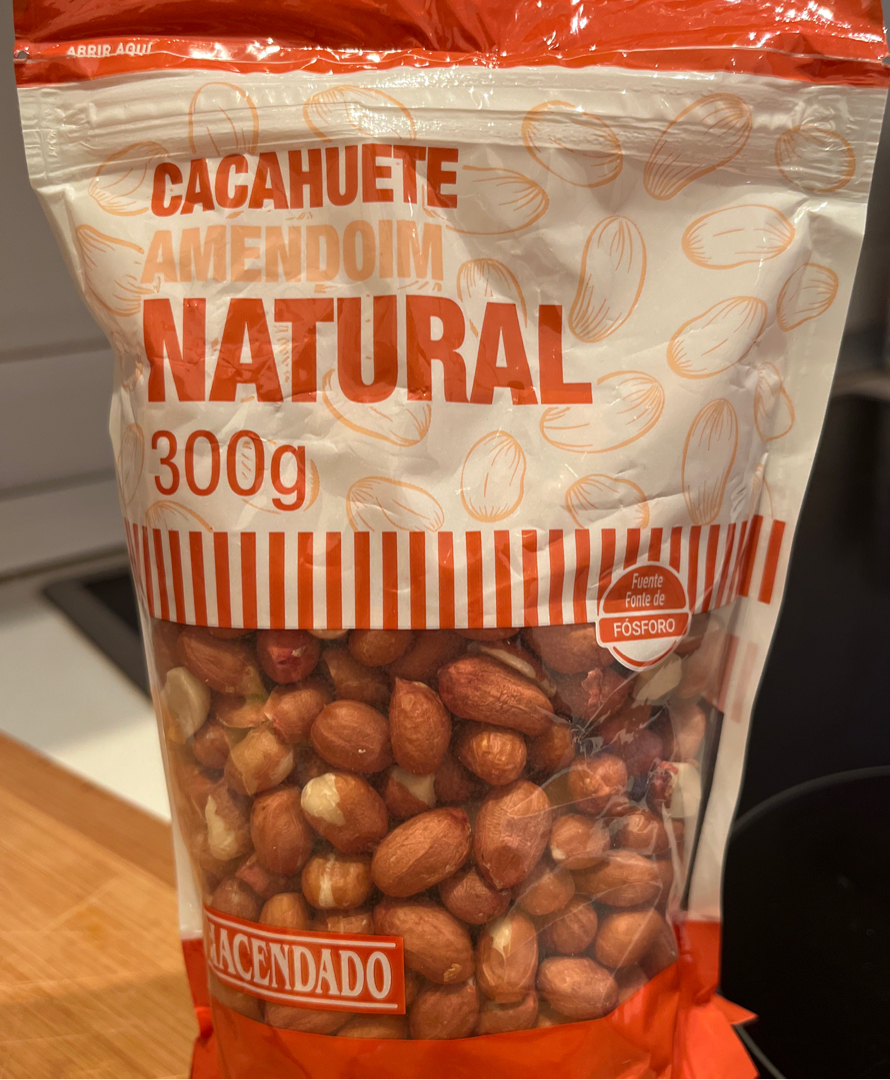 ABRIR AQUÍ
CACAHUETE
AMENDOIM
NATURAL
300g
Fuente
Fonte de
FÓSFORO
HACENDADO